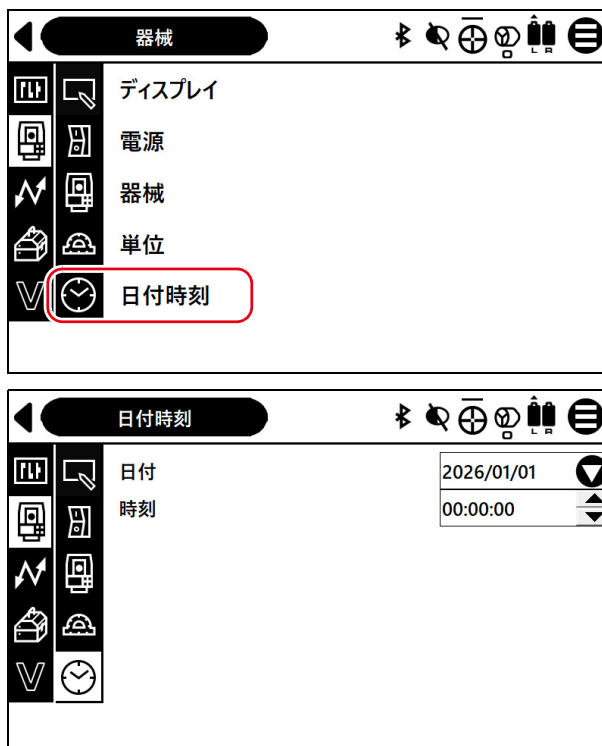 器械
L R
ディスプレイ
電源
器械
単位
日付時刻
日付時刻
L R
日付 2026/01/01
時刻 00:00:00